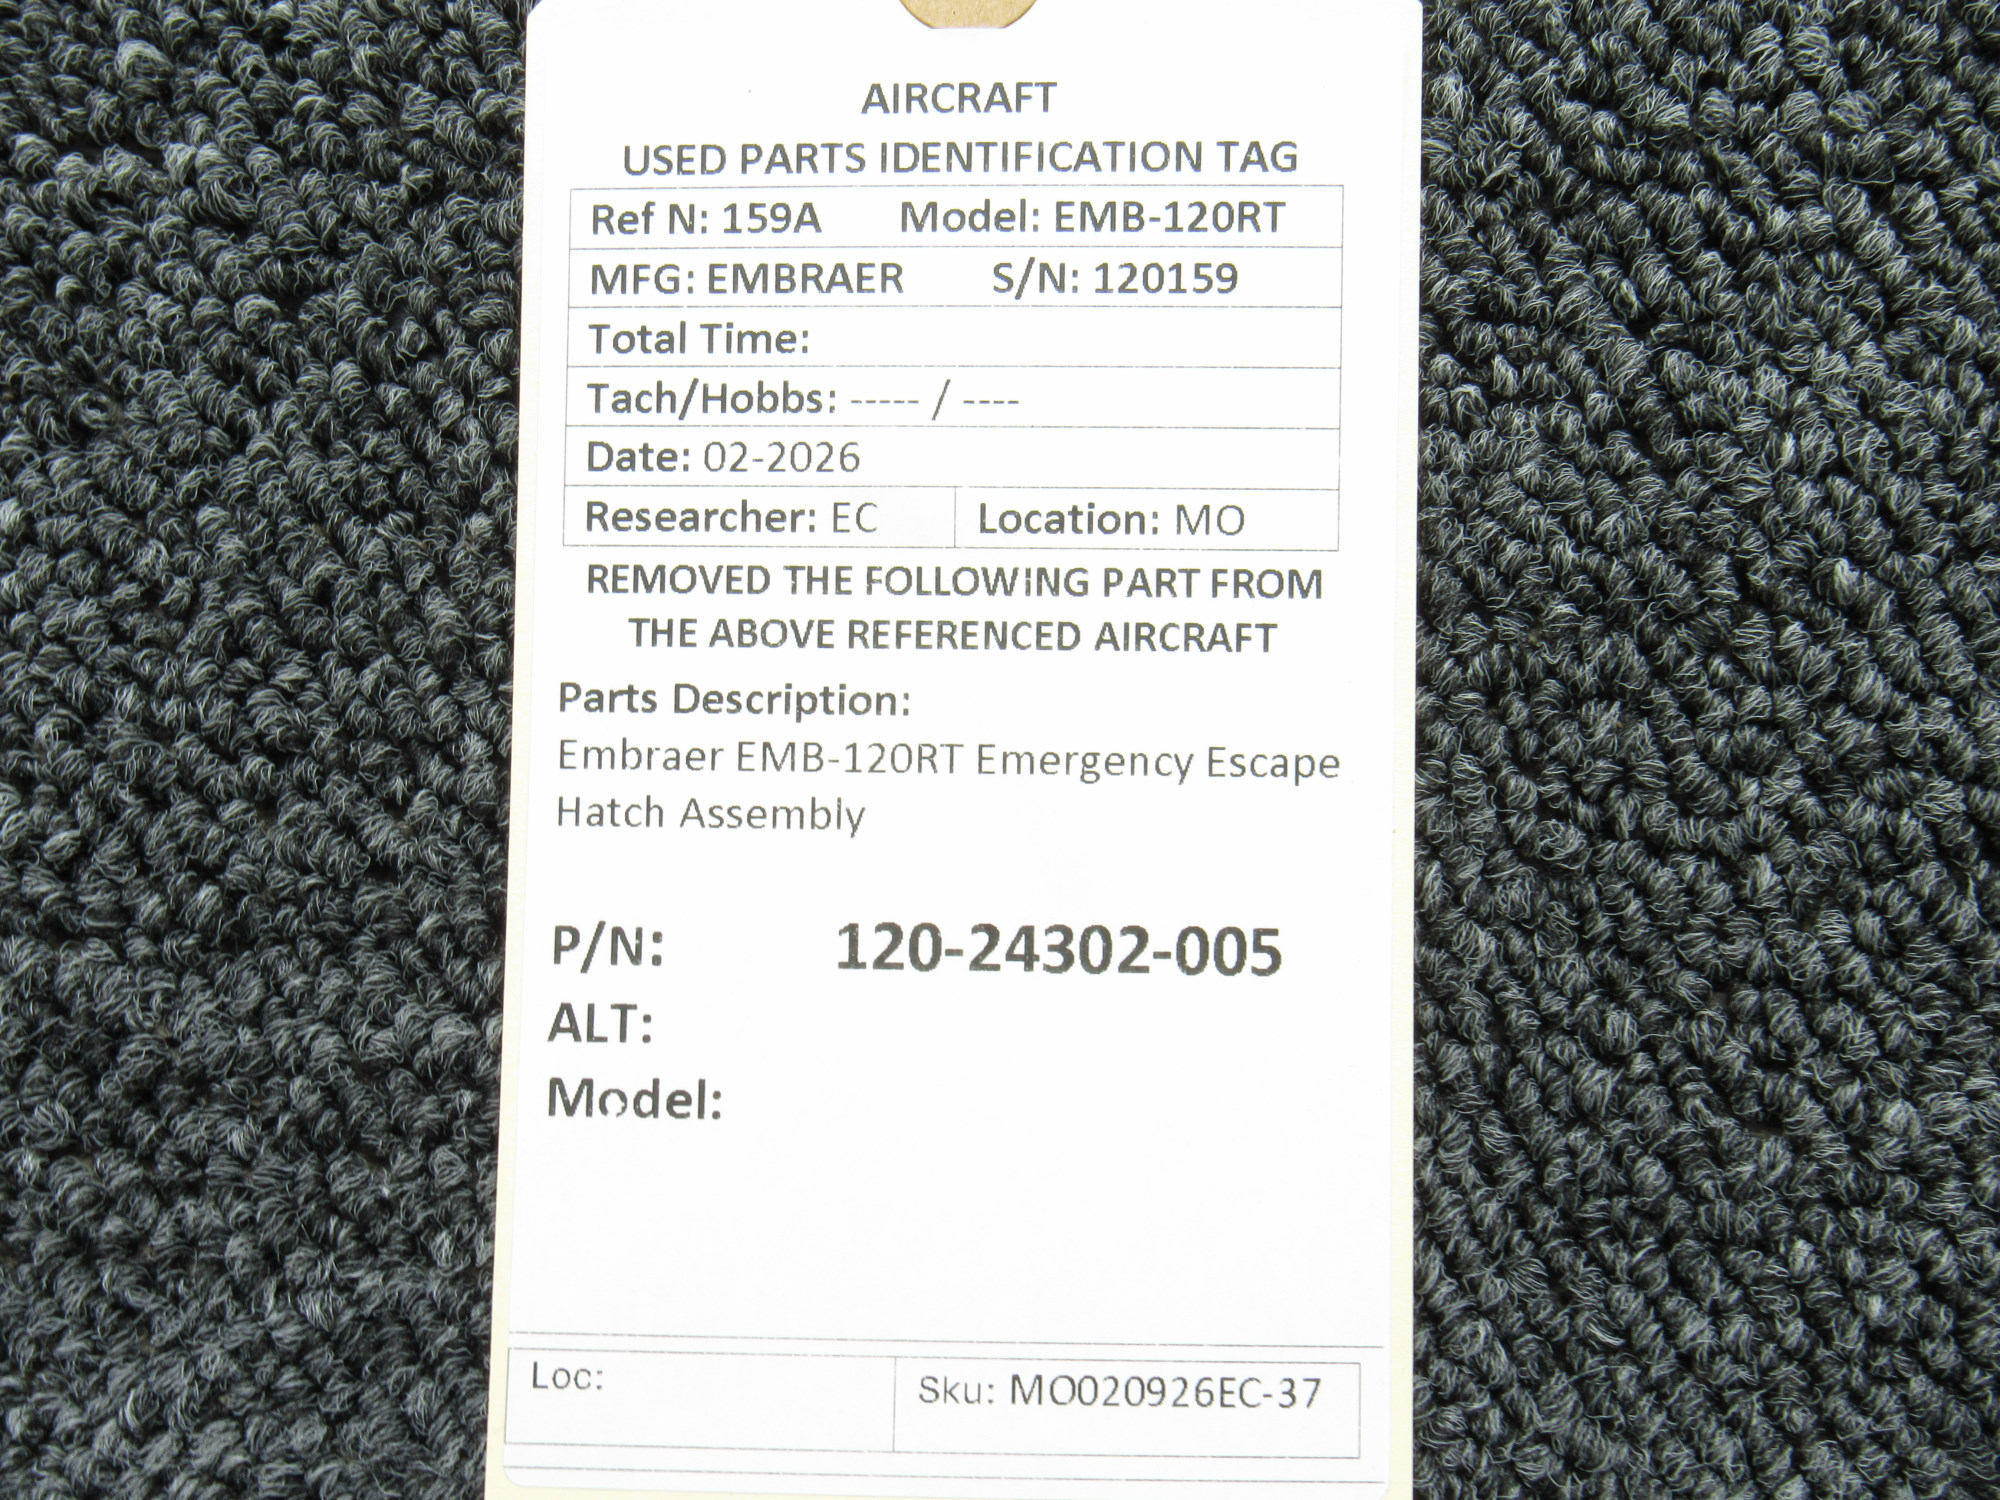 AIRCRAFT
USED PARTS IDENTIFICATION TAG
Ref N: 159A Model: EMB-120RT
MFG: EMBRAER S/N: 120159
Total Time:
Tach/Hobbs: ----- / ----
Date: 02-2026
Researcher: EC Location: MO
REMOVED THE FOLLOWING PART FROM
THE ABOVE REFERENCED AIRCRAFT
Parts Description:
Embraer EMB-120RT Emergency Escape
Hatch Assembly
P/N: 120-24302-005
ALT:
Model:
Loc: Sku: MO020926EC-37